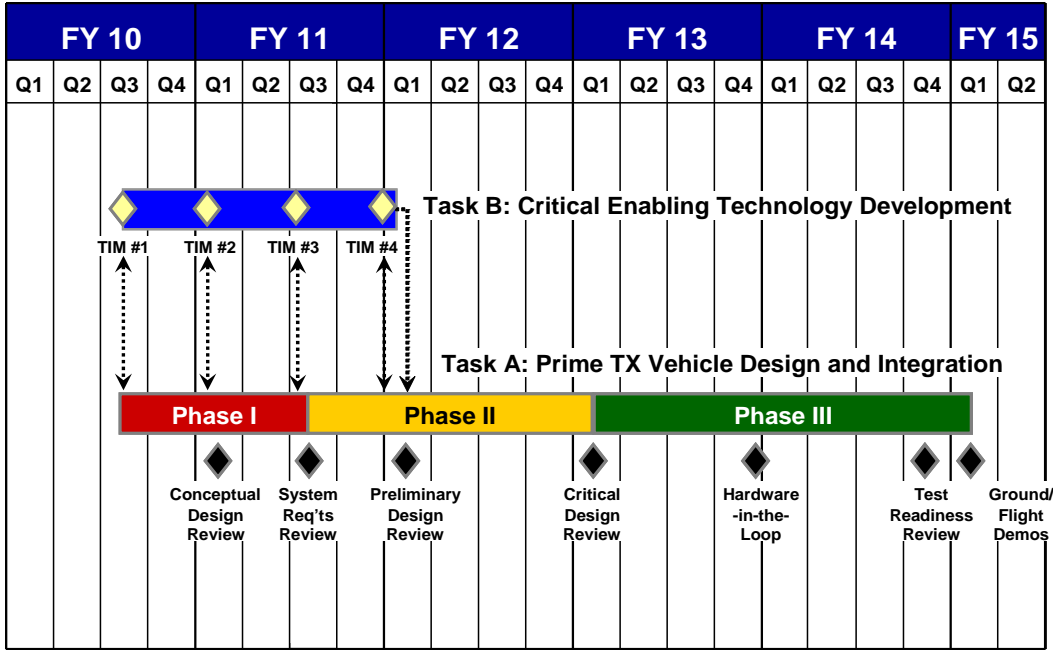 FY 10 FY 11 FY 12 FY 13 FY 14 FY 15
Q1 Q2 Q3 Q4 Q1 Q2 Q3 Q4 Q1 Q2 Q3 Q4 Q1 Q2 Q3 Q4 Q1 Q2 Q3 Q4 Q1 Q2
Task B: Critical Enabling Technology Development
TIM #1 TIM #2 TIM #3 TIM #4
Task A: Prime TX Vehicle Design and Integration
Phase I Phase II Phase III
Conceptual
Design
Review
System
Req'ts
Review
Preliminary
Design
Review
Critical
Design
Review
Hardware
-in-the-
Loop
Test
Readiness
Review
Ground/
Flight
Demos